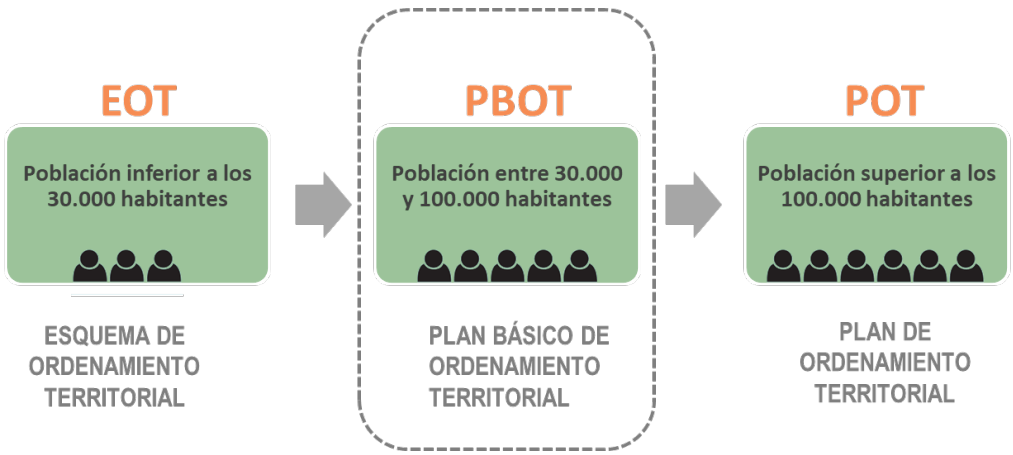 EOT
Población inferior a los
30.000 habitantes
ESQUEMA DE
ORDENAMIENTO
TERRITORIAL
PBOT
Población entre 30.000
y 100.000 habitantes
PLAN BÁSICO DE
ORDENAMIENTO
TERRITORIAL
POT
Población superior a los
100.000 habitantes
PLAN DE
ORDENAMIENTO
TERRITORIAL